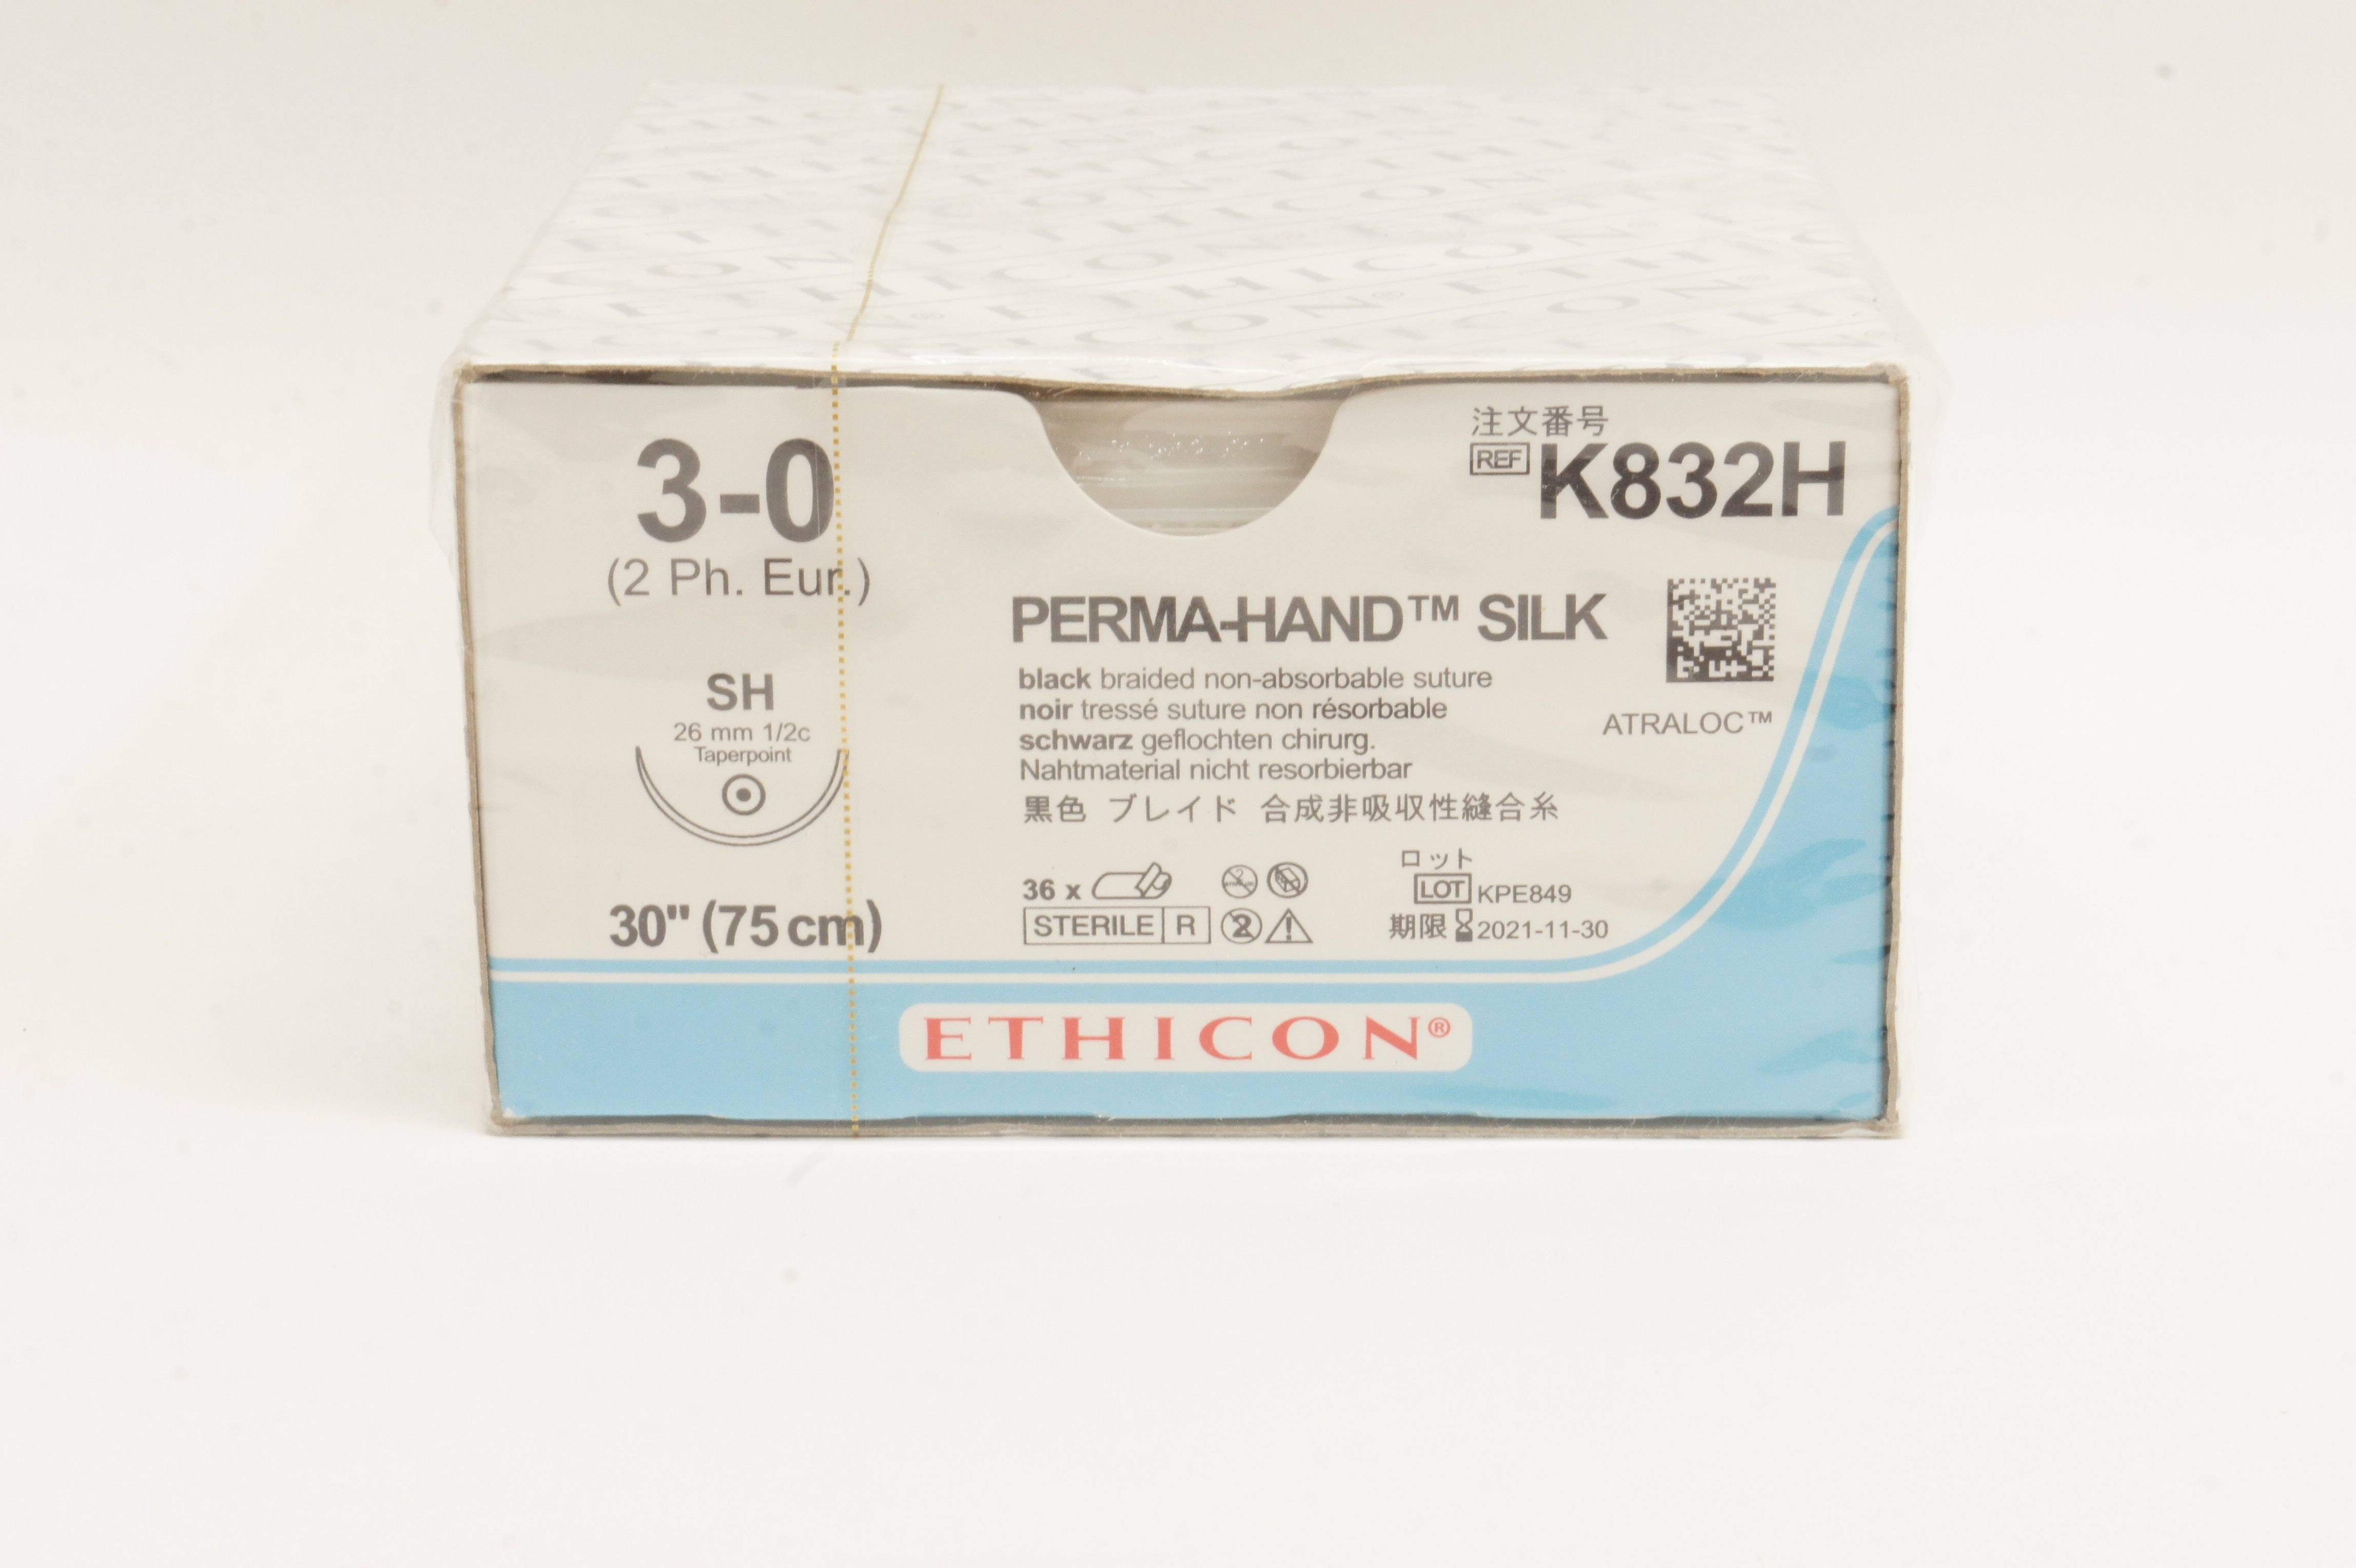 3-0
(2 Ph. Eur.)
SH
26 mm 1/2c
Taperpoint
30" (75 cm)
注文番号
REF K832H
PERMA-HAND™ SILK
black braided non-absorbable suture
noir tressé suture non résorbable
schwarz geflochten chirurg.
Nahtmaterial nicht resorbierbar
黒色 ブレイド 合成非吸収性縫合糸
ATRALOC™
36 x
STERILE R
2
ロット
LOT KPE849
期限 2021-11-30
ETHICON®